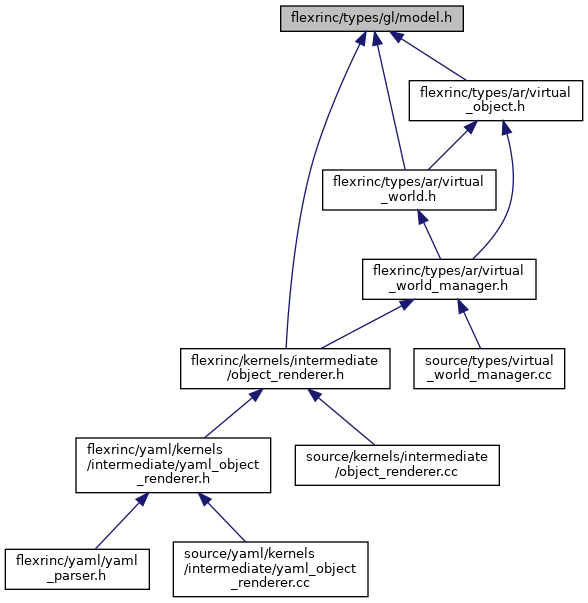 flexrinc/types/gl/model.h
flexrinc/types/ar/virtual
_object.h
flexrinc/types/ar/virtual
_world.h
flexrinc/types/ar/virtual
_world_manager.h
flexrinc/kernels/intermediate
/object_renderer.h
source/types/virtual
_world_manager.cc
flexrinc/yaml/kernels
/intermediate/yaml_object
_renderer.h
source/kernels/intermediate
/object_renderer.cc
flexrinc/yaml/yaml
_parser.h
source/yaml/kernels
/intermediate/yaml_object
_renderer.cc